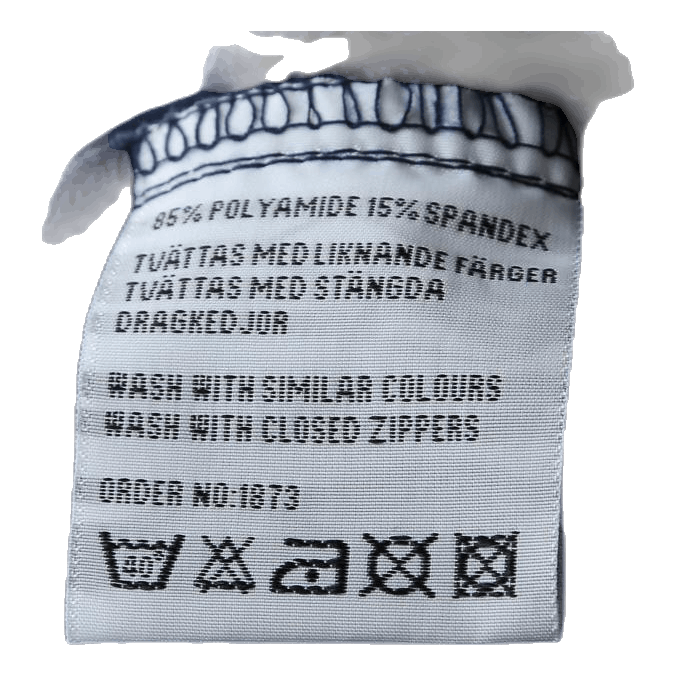 85% POLYAMIDE 15% SPANDEX
TVÄTTAS MED LIKNANDE FÄRGER
TVÄTTAS MED STÄNGDA
DRAGKEDJOR
WASH WITH SIMILAR COLOURS
WASH WITH CLOSED ZIPPERS
ORDER NO:1873
40°